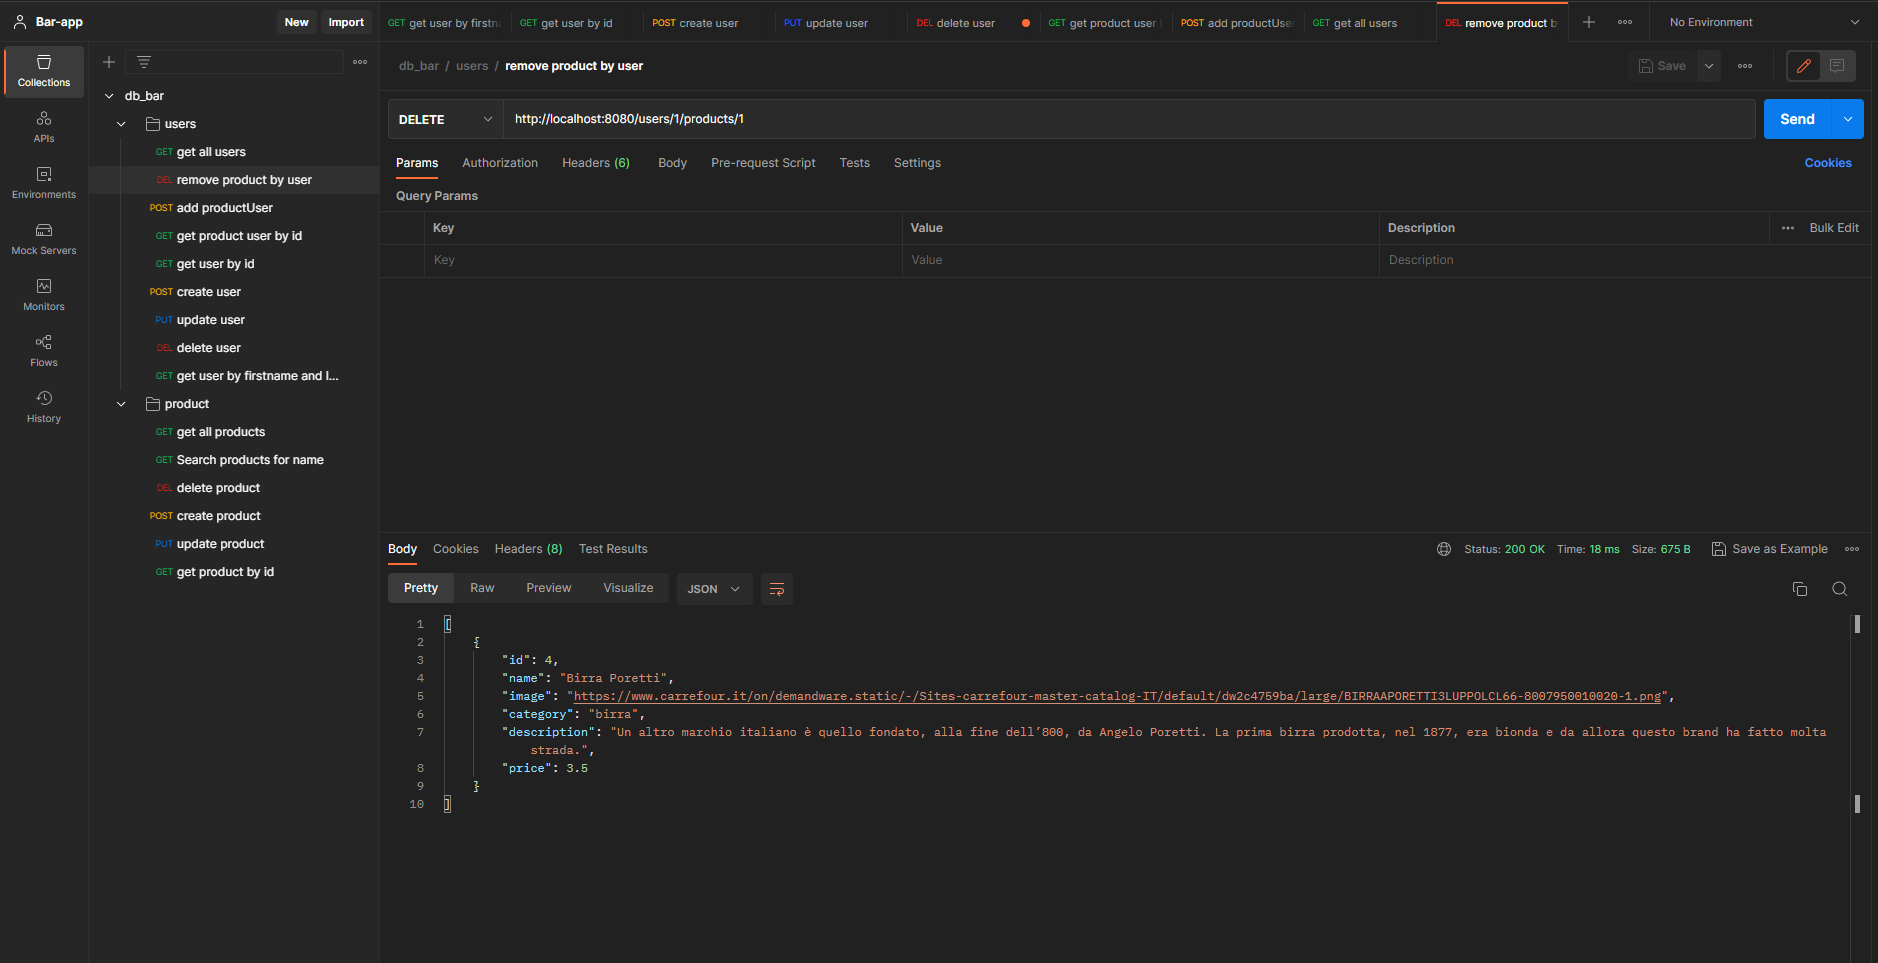 Bar-app
New
Import
GET get user by firstn
GET get user by id
POST create user
PUT update user
DEL delete user
GET get product user
POST add productUse
GET get all users
DEL remove product b
No Environment
Collections
APIs
Environments
Mock Servers
Monitors
Flows
History
db_bar
users
GET get all users
DEL remove product by user
POST add productUser
GET get product user by id
GET get user by id
POST create user
PUT update user
DEL delete user
GET get user by firstname and l...
product
GET get all products
GET Search products for name
DEL delete product
POST create product
PUT update product
GET get product by id
db_bar / users / remove product by user
Save
DELETE
http://localhost:8080/users/1/products/1
Send
Params Authorization Headers (6) Body Pre-request Script Tests Settings
Cookies
Query Params
Key Value Description Bulk Edit
Key Value Description
Body Cookies Headers (8) Test Results
Status: 200 OK Time: 18 ms Size: 675 B Save as Example
Pretty Raw Preview Visualize JSON
1 [
2 {
3 "id": 4,
4 "name": "Birra Poretti",
5 "image": "https://www.carrefour.it/on/demandware.static/-/Sites-carrefour-master-catalog-IT/default/dw2c4759ba/large/BIRRAAPORETTI3LUPPOLCL66-8007950010020-1.png",
6 "category": "birra",
7 "description": "Un altro marchio italiano è quello fondato, alla fine dell’800, da Angelo Poretti. La prima birra prodotta, nel 1877, era bionda e da allora questo brand ha fatto molta
strada.",
8 "price": 3.5
9 }
10 ]